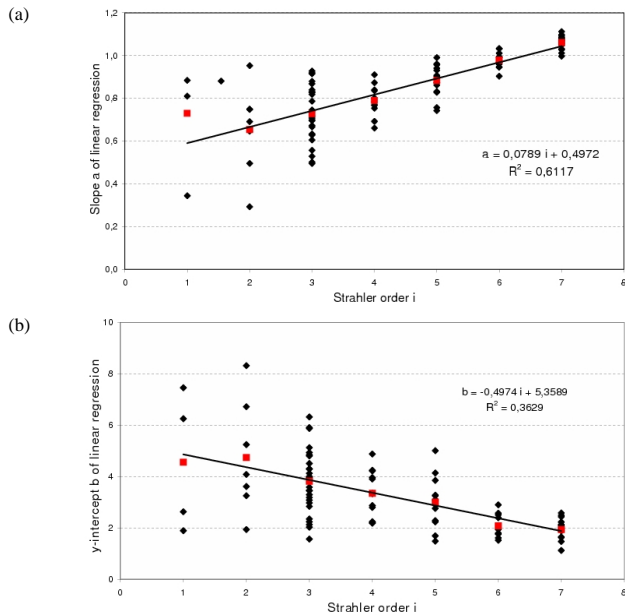 (a)
1,2
1,0
0,8
0,6
0,4
0,2
0,0
Slope a of linear regression
a = 0,0789 i + 0,4972
R² = 0,6117
0 1 2 3 4 5 6 7 8
Strahler order i
(b)
10
8
6
4
2
0
y-intercept b of linear regression
b = -0,4974 i + 5,3589
R² = 0,3629
0 1 2 3 4 5 6 7 8
Strahler order i